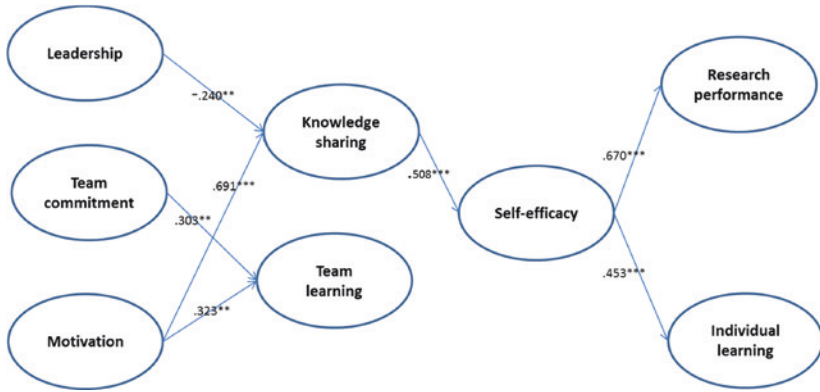 Leadership
Research
performance
-.240**
Knowledge
sharing
.670***
.691***
.508***
Team
commitment
.303**
Self-efficacy
Team
learning
.453***
.323**
Motivation
Individual
learning